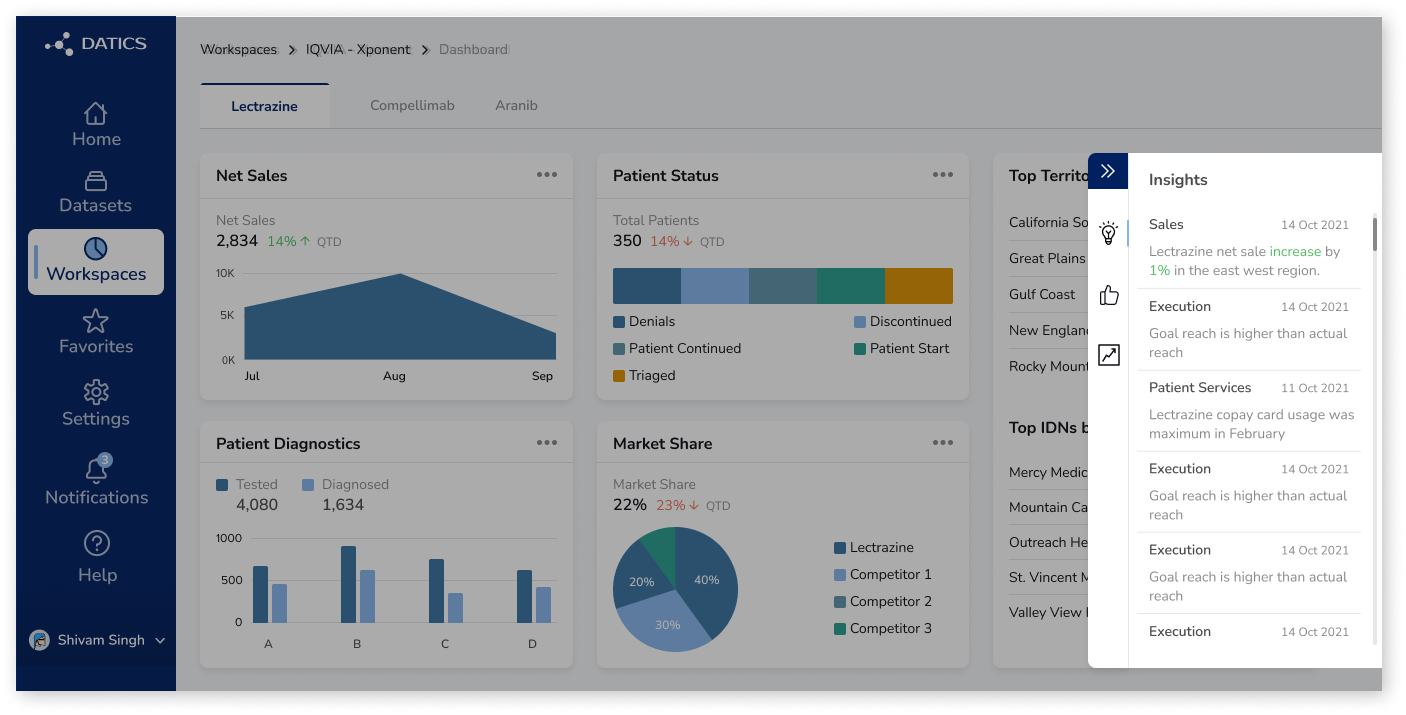 DATICS
Home
Datasets
Workspaces
Favorites
Settings
3
Notifications
Help
Shivam Singh
Workspaces IQVIA - Xponent Dashboard
Lectrazine Compellimab Aranib
Net Sales
Net Sales
2,834 14% QTD
10K
5K
0K
Jul Aug Sep
Patient Status
Total Patients
350 14% QTD
Denials Discontinued
Patient Continued Patient Start
Triaged
Patient Diagnostics
Tested Diagnosed
4,080 1,634
1000
500
0
A B C D
Market Share
Market Share
22% 23% QTD
20% 40%
30%
Lectrazine
Competitor 1
Competitor 2
Competitor 3
Top Territo
California So
Great Plains
Gulf Coast
New England
Rocky Mount
Top IDNs b
Mercy Medic
Mountain Ca
Outreach He
St. Vincent M
Valley View
Insights
Sales 14 Oct 2021
Lectrazine net sale increase by
1% in the east west region.
Execution 14 Oct 2021
Goal reach is higher than actual
reach
Patient Services 11 Oct 2021
Lectrazine copay card usage was
maximum in February
Execution 14 Oct 2021
Goal reach is higher than actual
reach
Execution 14 Oct 2021
Goal reach is higher than actual
reach
Execution 14 Oct 2021